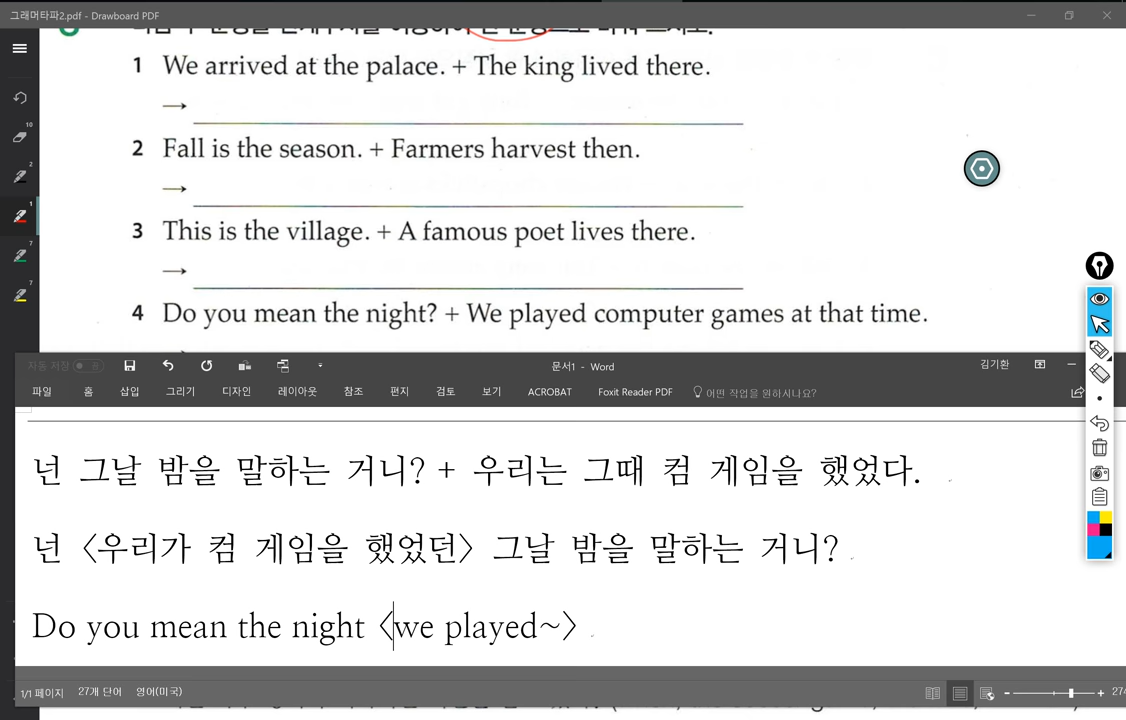 그래머타파2.pdf - Drawboard PDF
1 We arrived at the palace. + The king lived there.
→
2 Fall is the season. + Farmers harvest then.
→
3 This is the village. + A famous poet lives there.
→
4 Do you mean the night? + We played computer games at that time.
10
2
1
7
7
자동 저장
문서1 - Word
김기환
파일 홈 삽입 그리기 디자인 레이아웃 참조 편지 검토 보기 ACROBAT Foxit Reader PDF 어떤 작업을 원하시나요?
넌 그날 밤을 말하는 거니? + 우리는 그때 컴 게임을 했었다.
넌 〈우리가 컴 게임을 했었던〉 그날 밤을 말하는 거니?
Do you mean the night 〈we played~〉
1/1 페이지 27개 단어 영어(미국)